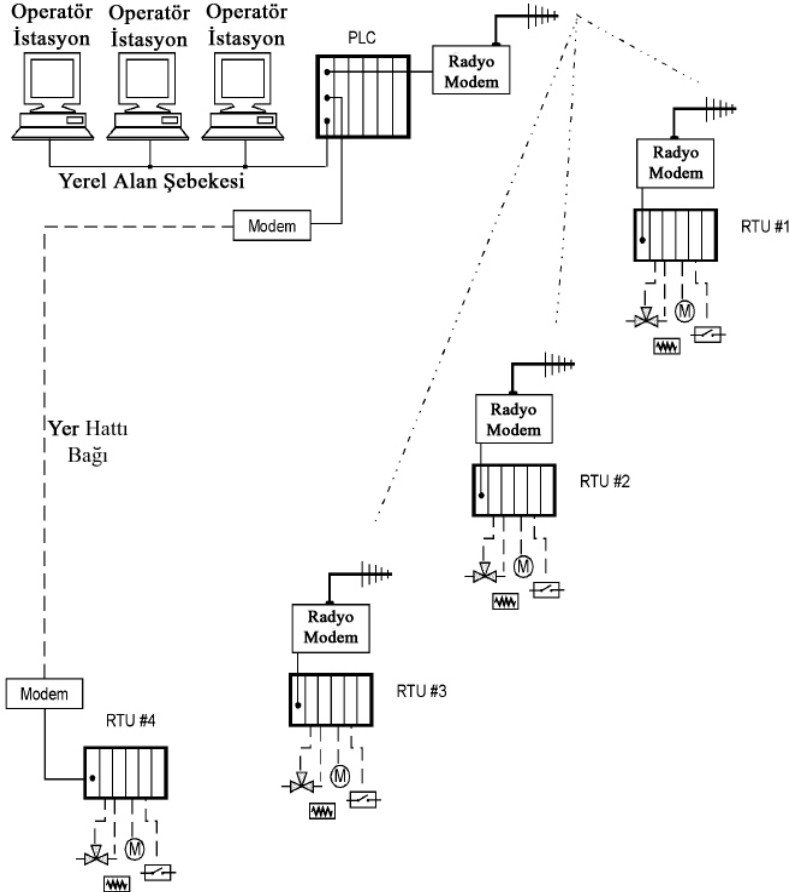 Operatör
İstasyon
Operatör
İstasyon
Operatör
İstasyon
PLC
Radyo
Modem
Yerel Alan Şebekesi
Modem
Radyo
Modem
RTU #1
M
Yer Hattı
Bağı
Radyo
Modem
RTU #2
M
Radyo
Modem
RTU #3
M
Modem
RTU #4
M